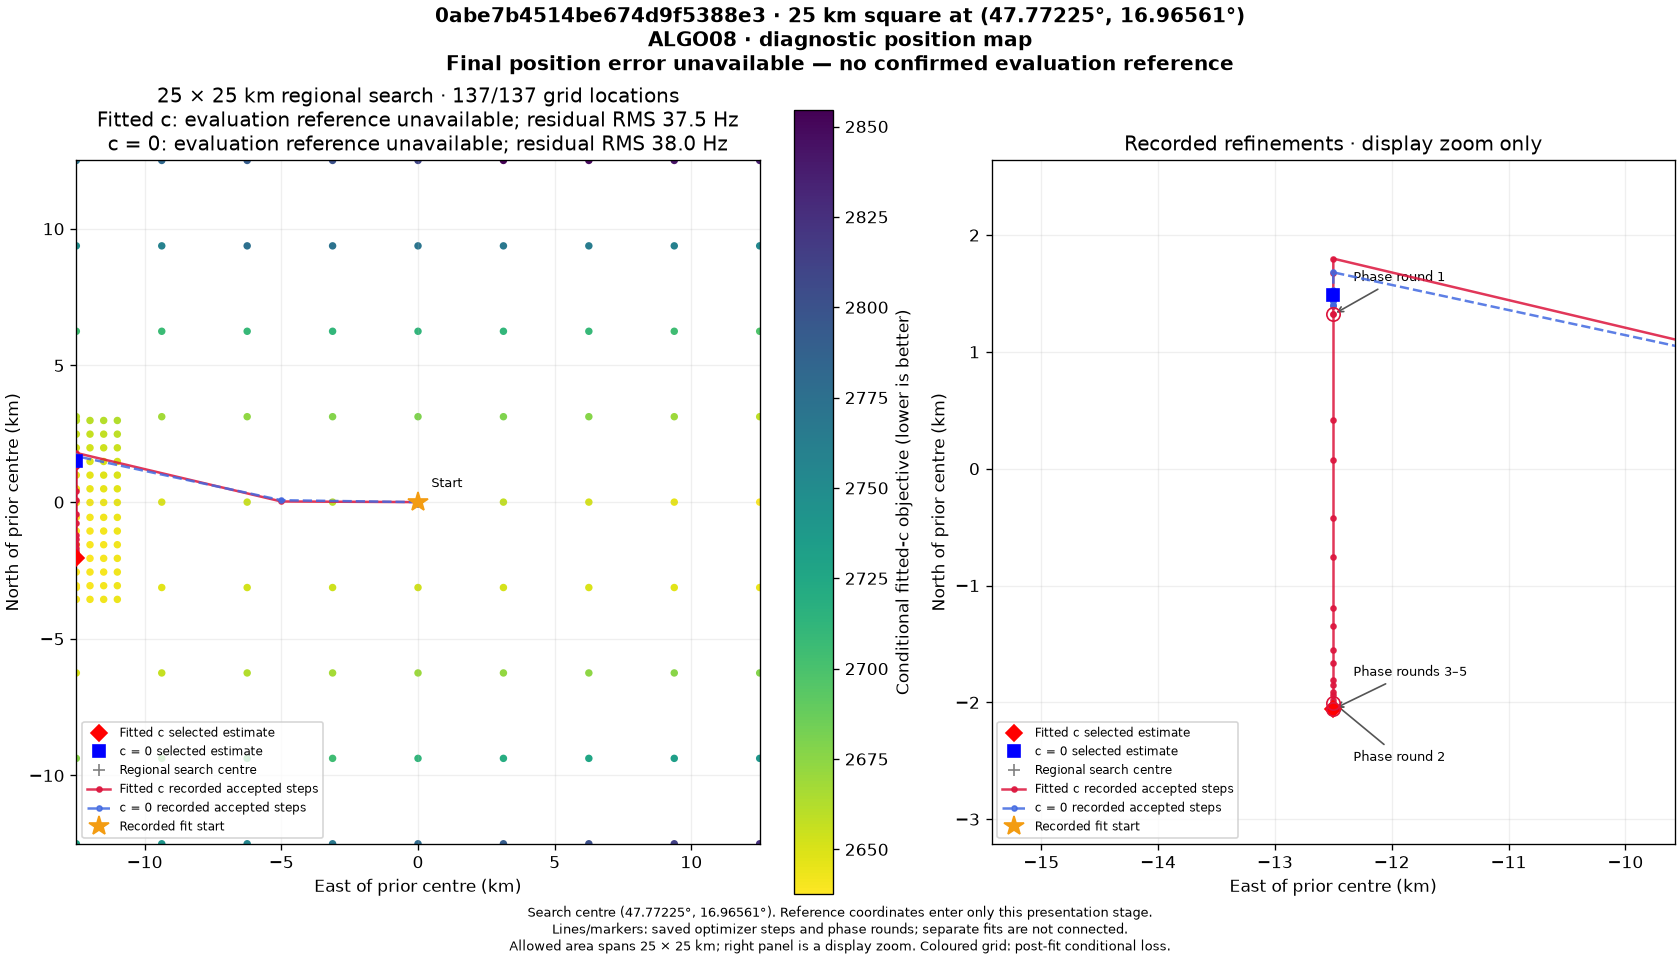 0abe7b4514be674d9f5388e3 · 25 km square at (47.77225°, 16.96561°)
ALGO08 · diagnostic position map
Final position error unavailable — no confirmed evaluation reference
25 × 25 km regional search · 137/137 grid locations
Fitted c: evaluation reference unavailable; residual RMS 37.5 Hz
c = 0: evaluation reference unavailable; residual RMS 38.0 Hz
10
5
0
−5
−10
North of prior centre (km)
Start
Fitted c selected estimate
c = 0 selected estimate
Regional search centre
Fitted c recorded accepted steps
c = 0 recorded accepted steps
Recorded fit start
−10
−5
0
5
10
East of prior centre (km)
2850
2825
2800
2775
2750
2725
2700
2675
2650
Conditional fitted-c objective (lower is better)
Recorded refinements · display zoom only
2
1
0
−1
−2
−3
North of prior centre (km)
Phase round 1
Phase rounds 3–5
Phase round 2
Fitted c selected estimate
c = 0 selected estimate
Regional search centre
Fitted c recorded accepted steps
c = 0 recorded accepted steps
Recorded fit start
−15
−14
−13
−12
−11
−10
East of prior centre (km)
Search centre (47.77225°, 16.96561°). Reference coordinates enter only this presentation stage.
Lines/markers: saved optimizer steps and phase rounds; separate fits are not connected.
Allowed area spans 25 × 25 km; right panel is a display zoom. Coloured grid: post-fit conditional loss.